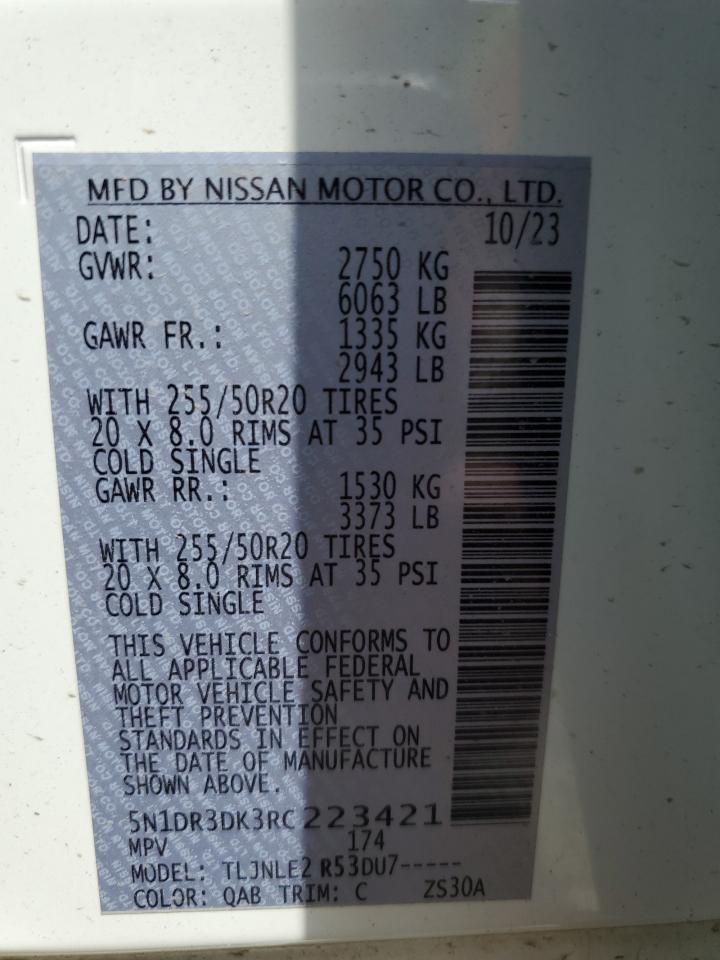 MFD BY NISSAN MOTOR CO., LTD.
DATE: 10/23
GVWR: 2750 KG
6063 LB
GAWR FR.: 1335 KG
2943 LB
WITH 255/50R20 TIRES
20 X 8.0 RIMS AT 35 PSI
COLD SINGLE
GAWR RR.: 1530 KG
3373 LB
WITH 255/50R20 TIRES
20 X 8.0 RIMS AT 35 PSI
COLD SINGLE
THIS VEHICLE CONFORMS TO
ALL APPLICABLE FEDERAL
MOTOR VEHICLE SAFETY AND
THEFT PREVENTION
STANDARDS IN EFFECT ON
THE DATE OF MANUFACTURE
SHOWN ABOVE.
5N1DR3DK3RC223421
MPV 174
MODEL: TLJNLE2 R53DU7-----
COLOR: QAB TRIM: C ZS30A